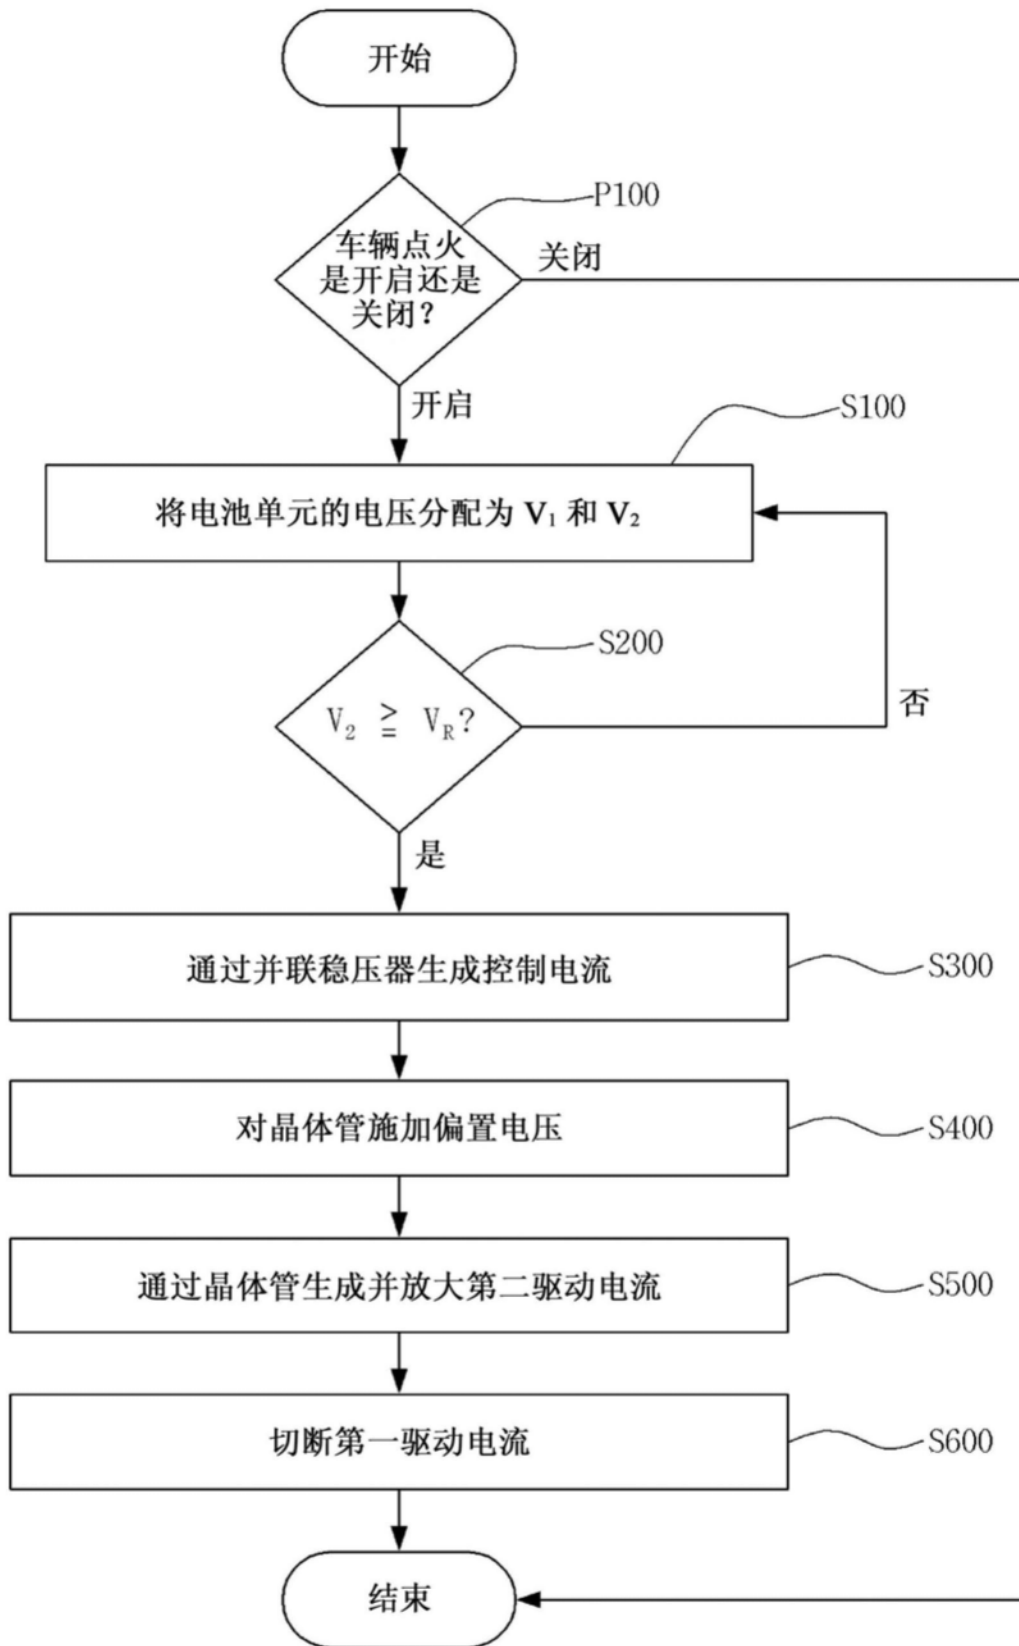 开始
P100
车辆点火
是开启还是
关闭？
关闭
开启
S100
将电池单元的电压分配为 V₁ 和 V₂
S200
V₂ ≧ V_R？
否
是
通过并联稳压器生成控制电流
S300
对晶体管施加偏置电压
S400
通过晶体管生成并放大第二驱动电流
S500
切断第一驱动电流
S600
结束